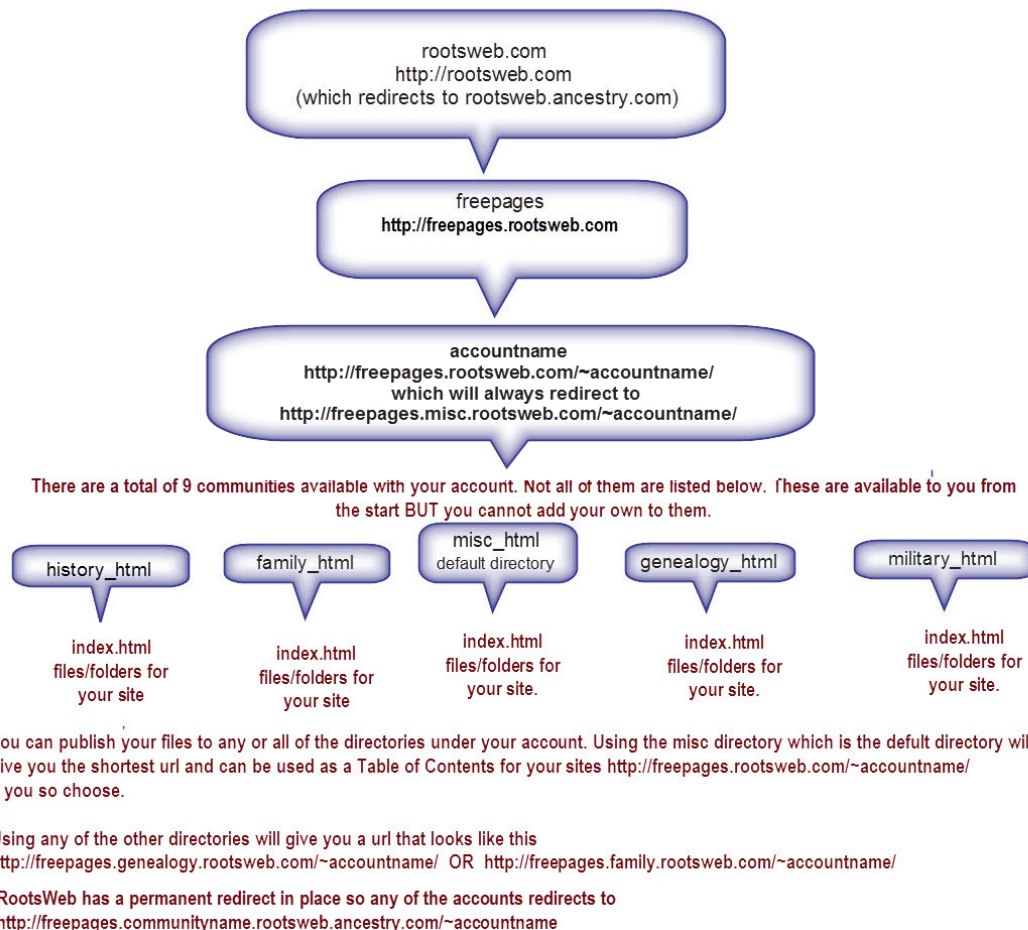 rootsweb.com
http://rootsweb.com
(which redirects to rootsweb.ancestry.com)
freepages
http://freepages.rootsweb.com
accountname
http://freepages.rootsweb.com/~accountname/
which will always redirect to
http://freepages.misc.rootsweb.com/~accountname/
There are a total of 9 communities available with your account. Not all of them are listed below. These are available to you from
the start BUT you cannot add your own to them.
history_html
family_html
misc_html
default directory
genealogy_html
military_html
index.html
files/folders for
your site
index.html
files/folders for
your site
index.html
files/folders for
your site.
index.html
files/folders for
your site.
index.html
files/folders for
your site.
ou can publish your files to any or all of the directories under your account. Using the misc directory which is the defult directory wil
ive you the shortest url and can be used as a Table of Contents for your sites http://freepages.rootsweb.com/~accountname/
you so choose.
Using any of the other directories will give you a url that looks like this
ttp://freepages.genealogy.rootsweb.com/~accountname/ OR http://freepages.family.rootsweb.com/~accountname/
RootsWeb has a permanent redirect in place so any of the accounts redirects to
http://freepages.communityname.rootsweb.ancestry.com/~accountname